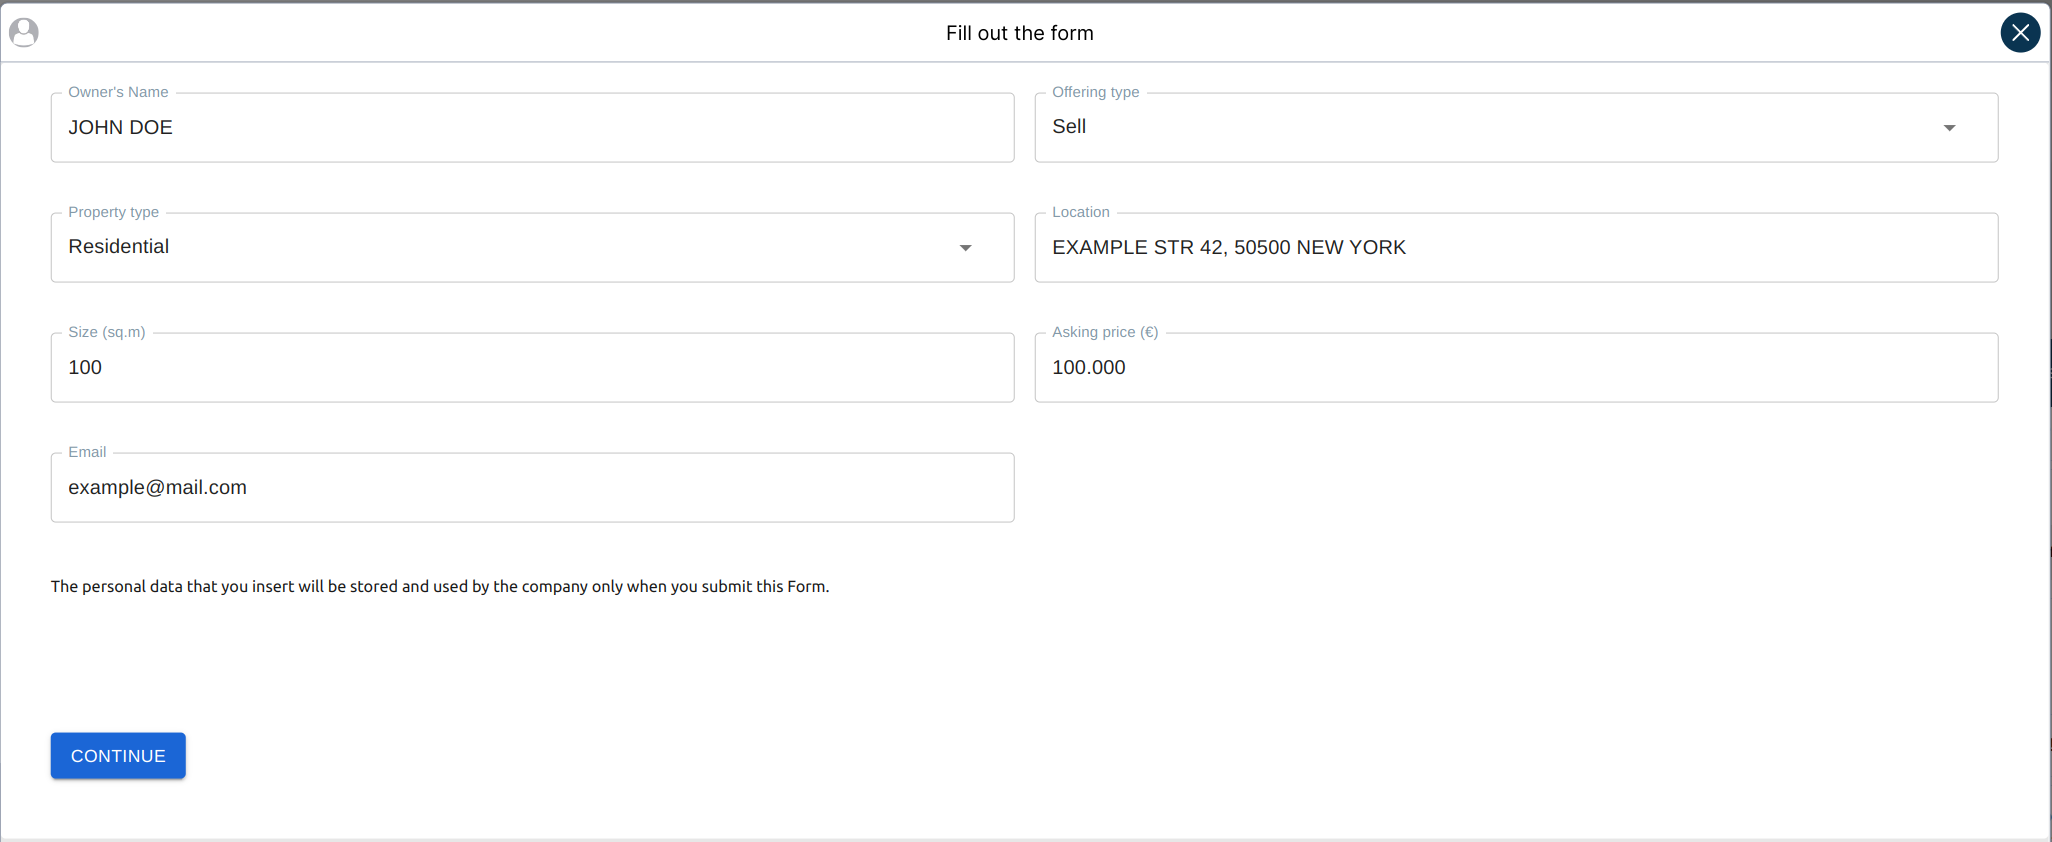 Fill out the form
Owner's Name
JOHN DOE
Offering type
Sell
Property type
Residential
Location
EXAMPLE STR 42, 50500 NEW YORK
Size (sq.m)
100
Asking price (€)
100.000
Email
example@mail.com
The personal data that you insert will be stored and used by the company only when you submit this Form.
CONTINUE